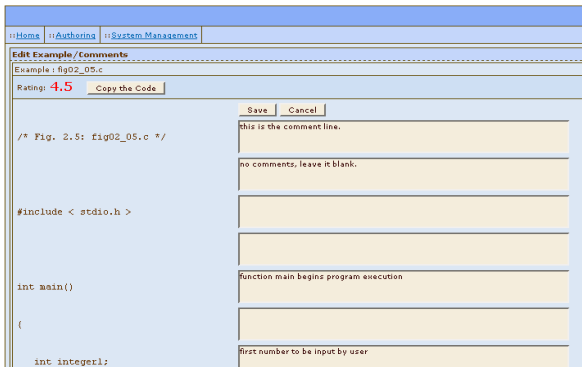 ::Home ::Authoring ::System Management
Edit Example/Comments
Example : fig02_05.c
Rating: 4.5 Copy the Code
Save Cancel
/* Fig. 2.5: fig02_05.c */ this is the comment line.
no comments, leave it blank.
#include < stdio.h >
int main() function main begins program execution
{
int integer1; first number to be input by user